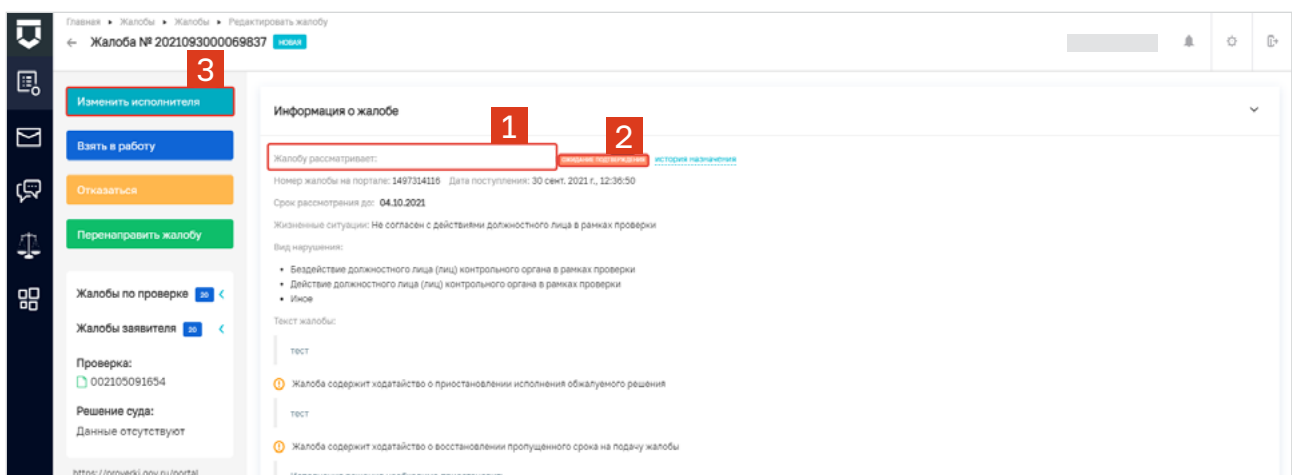 Главная ▸ Жалобы ▸ Жалобы ▸ Редактировать жалобу
← Жалоба № 2021093000069837 НОВАЯ
3
Изменить исполнителя
Взять в работу
Отказаться
Перенаправить жалобу
Жалобы по проверке 20
Жалобы заявителя 20
Проверка:
002105091654
Решение суда:
Данные отсутствуют
https://proverki.gov.ru/portal
Информация о жалобе
1
2
Жалобу рассматривает: ОЖИДАНИЕ ПОДТВЕРЖДЕНИЯ история назначения
Номер жалобы на портале: 1497314116 Дата поступления: 30 сент. 2021 г., 12:36:50
Срок рассмотрения до: 04.10.2021
Жизненные ситуации: Не согласен с действиями должностного лица в рамках проверки
Вид нарушения:
• Бездействие должностного лица (лиц) контрольного органа в рамках проверки
• Действие должностного лица (лиц) контрольного органа в рамках проверки
• Иное
Текст жалобы:
тест
Жалоба содержит ходатайство о приостановлении исполнения обжалуемого решения
тест
Жалоба содержит ходатайство о восстановлении пропущенного срока на подачу жалобы